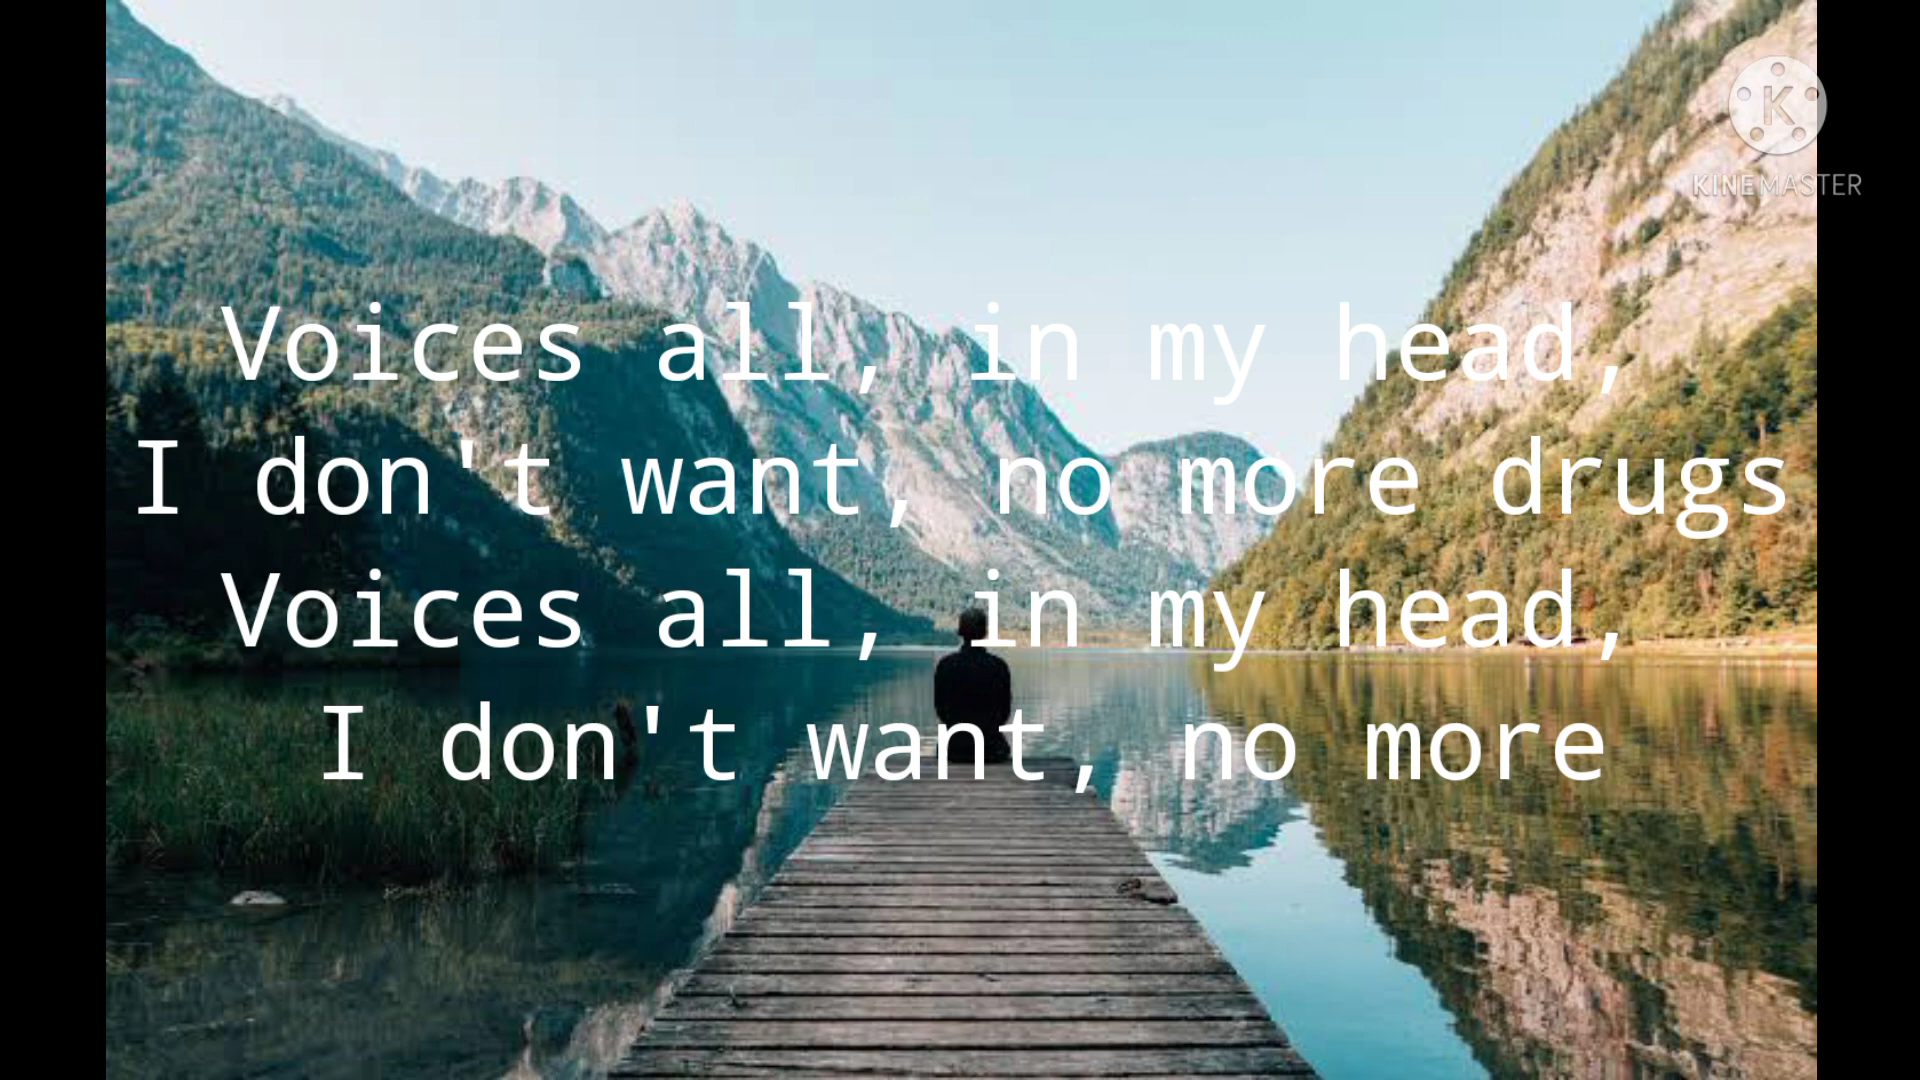 K
KINEMASTER
Voices all, in my head,
I don't want, no more drugs
Voices all, in my head,
I don't want, no more